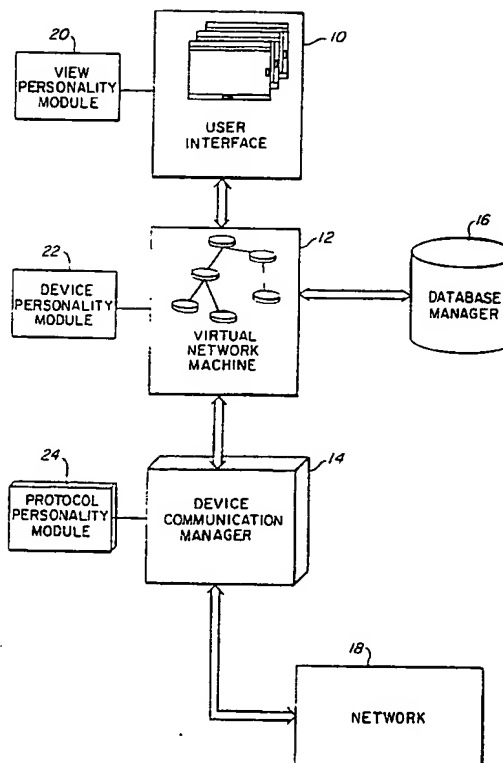 20
VIEW
PERSONALITY
MODULE
10
USER
INTERFACE
22
DEVICE
PERSONALITY
MODULE
12
VIRTUAL
NETWORK
MACHINE
16
DATABASE
MANAGER
24
PROTOCOL
PERSONALITY
MODULE
14
DEVICE
COMMUNICATION
MANAGER
18
NETWORK